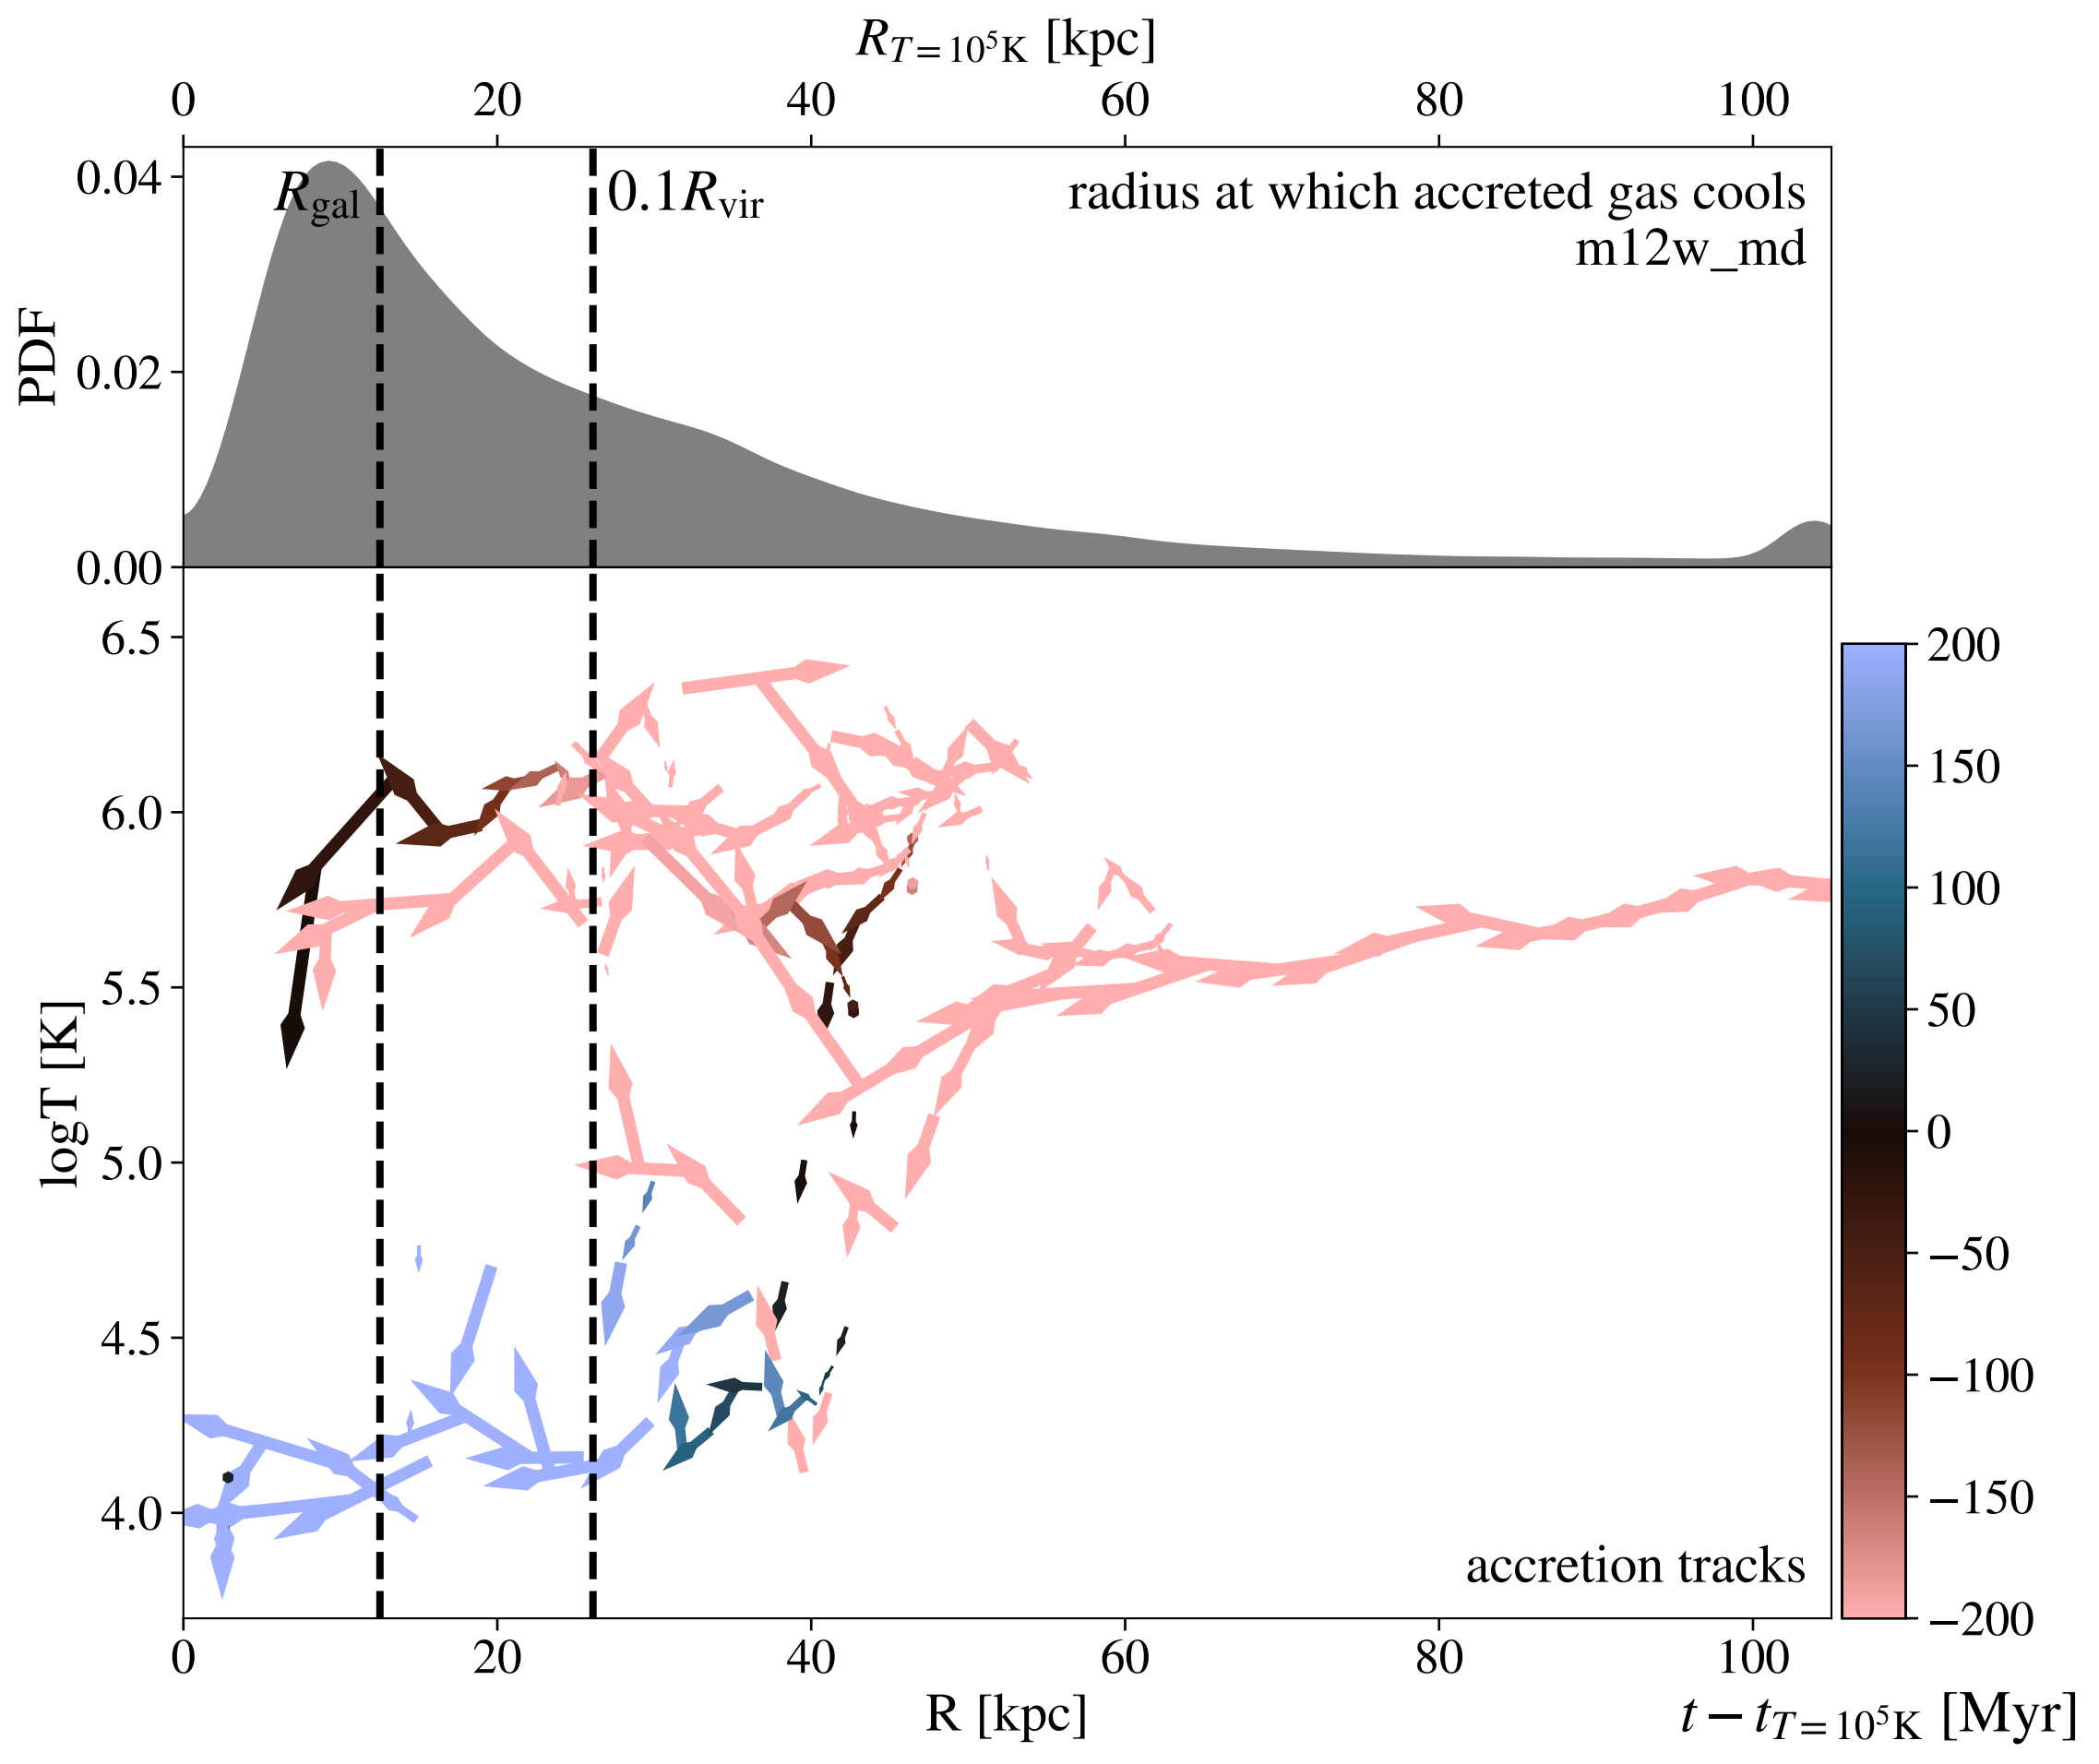 R_{T=10^5K} [kpc]
0 20 40 60 80 100
R_gal
0.1R_vir
radius at which accreted gas cools
m12w_md
PDF
0.04
0.02
0.00
logT [K]
6.5
6.0
5.5
5.0
4.5
4.0
accretion tracks
0 20 40 60 80 100
R [kpc]
200
150
100
50
0
−50
−100
−150
−200
t − t_{T=10^5K} [Myr]